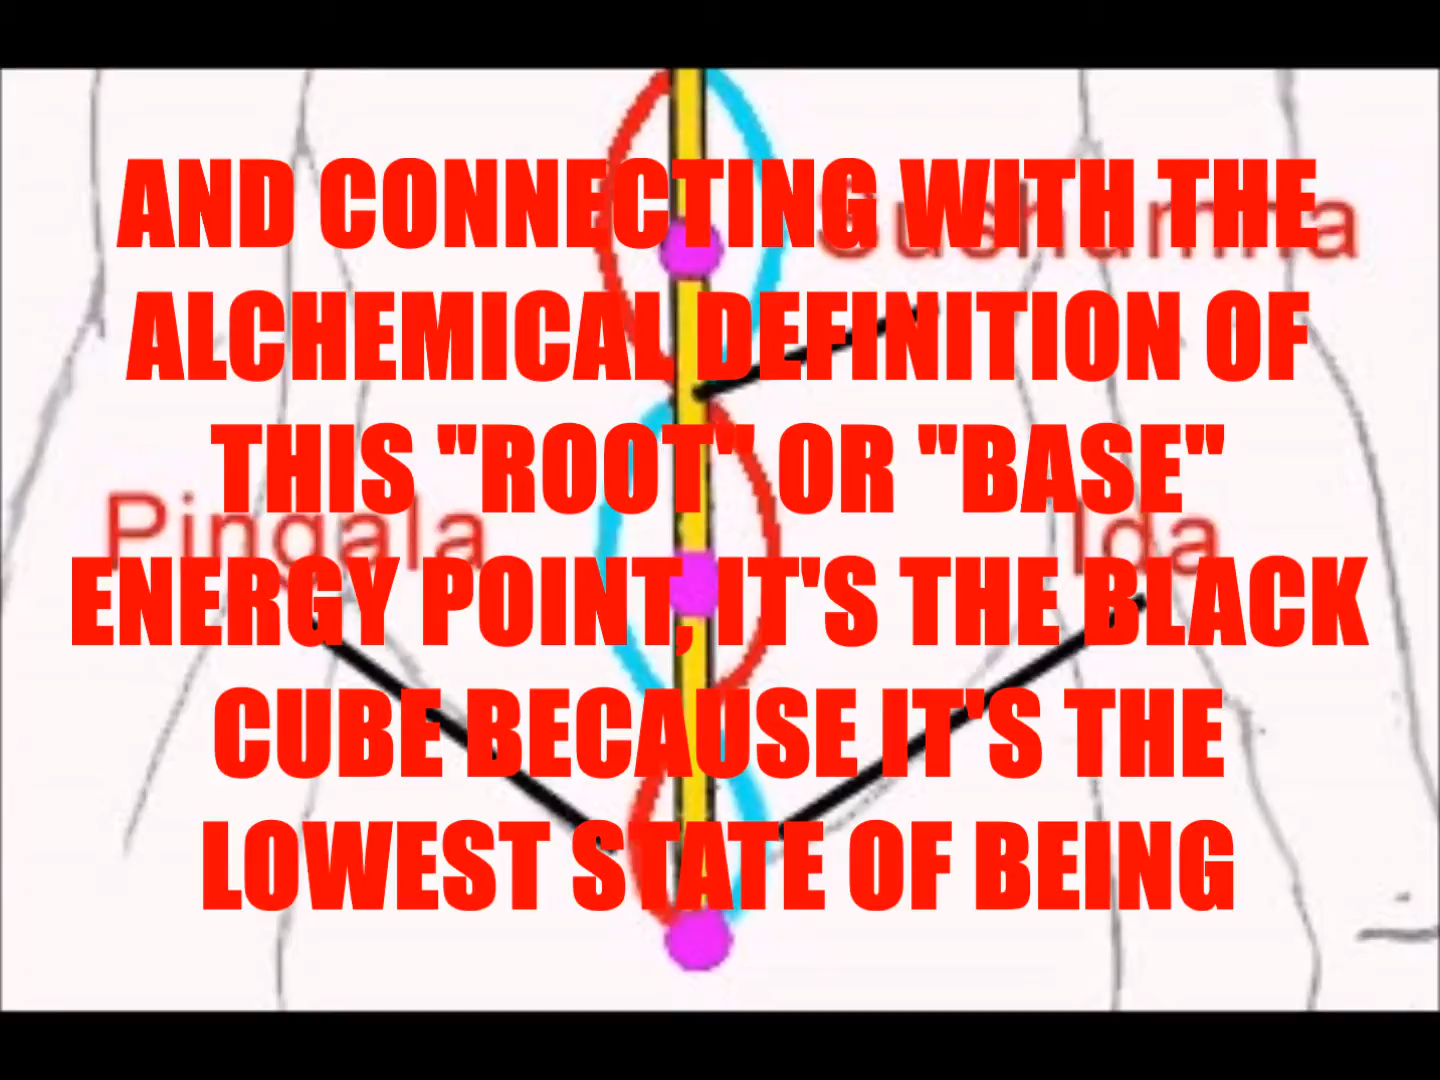 AND CONNECTING WITH THE
Sushumna
ALCHEMICAL DEFINITION OF
THIS "ROOT" OR "BASE"
Pingala
Ida
ENERGY POINT, IT'S THE BLACK
CUBE BECAUSE IT'S THE
LOWEST STATE OF BEING